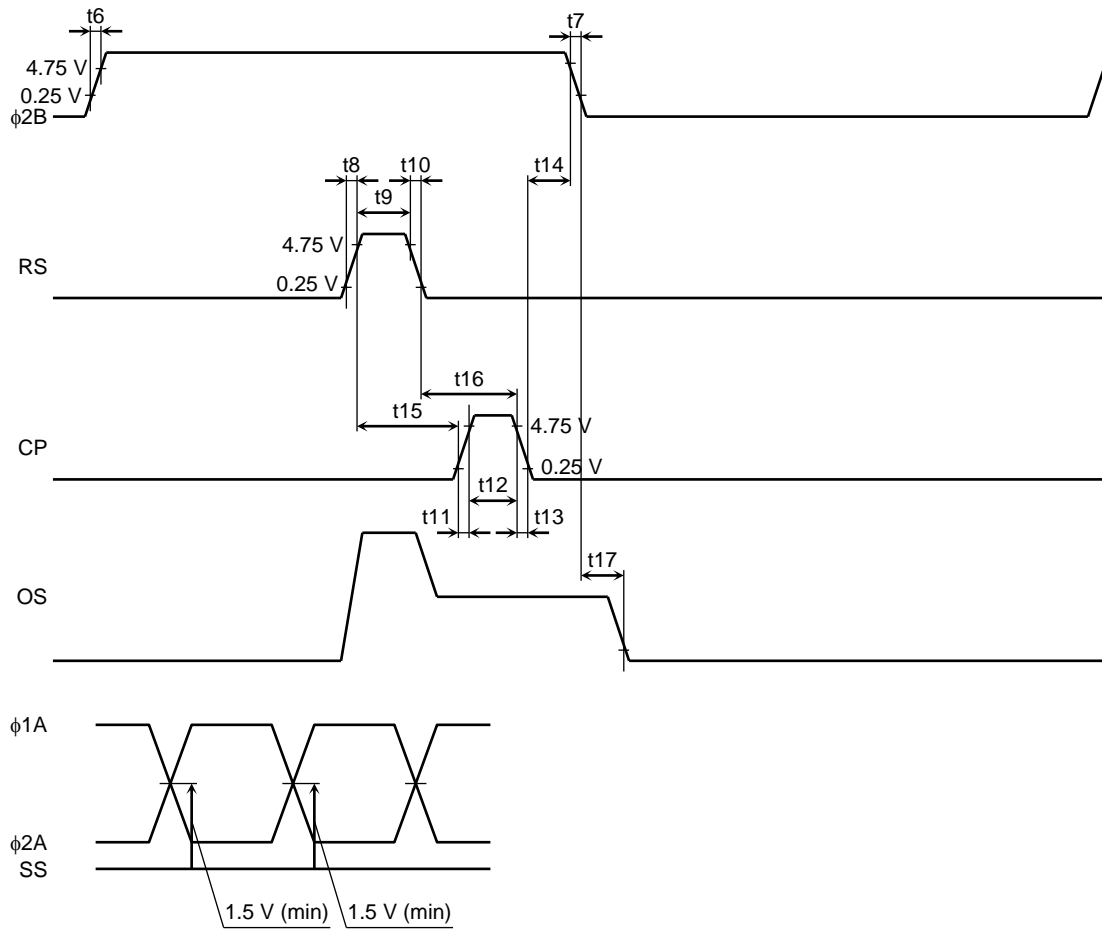 t6
t7
4.75 V
0.25 V
ϕ2B
t8
t10
t14
t9
4.75 V
RS
0.25 V
t16
t15
4.75 V
CP
0.25 V
t12
t11
t13
t17
OS
ϕ1A
ϕ2A
SS
1.5 V (min)
1.5 V (min)